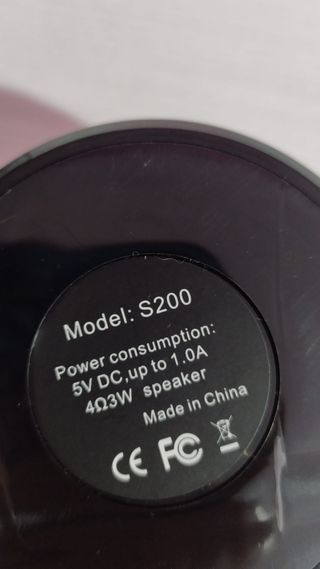 Model: S200
Power consumption:
5V DC,up to 1.0A
4Ω3W speaker
Made in China
CE FC